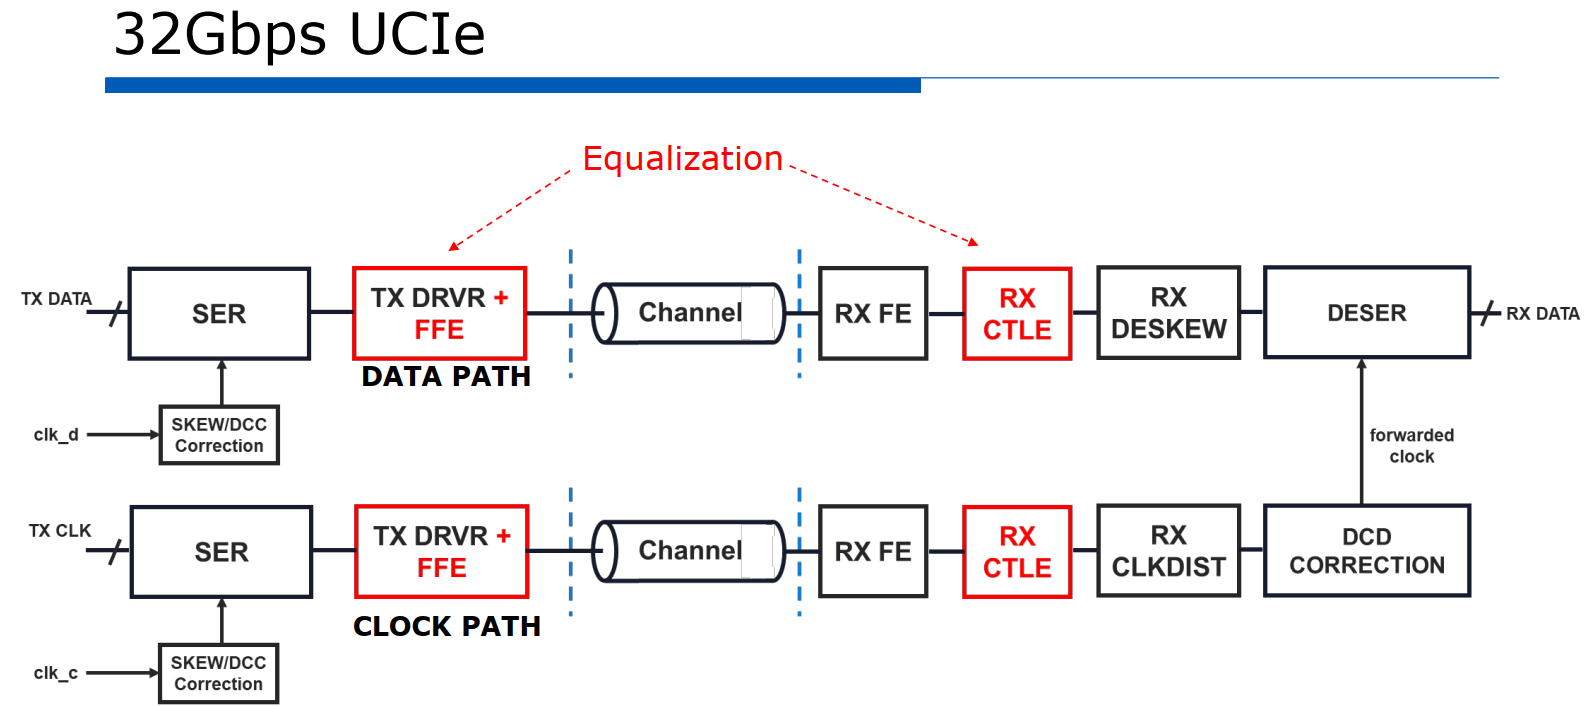 32Gbps UCIe
Equalization
TX DATA
SER
TX DRVR +
FFE
Channel
RX FE
RX
CTLE
RX
DESKEW
DESER
RX DATA
DATA PATH
clk_d
SKEW/DCC
Correction
forwarded
clock
TX CLK
SER
TX DRVR +
FFE
Channel
RX FE
RX
CTLE
RX
CLKDIST
DCD
CORRECTION
CLOCK PATH
clk_c
SKEW/DCC
Correction